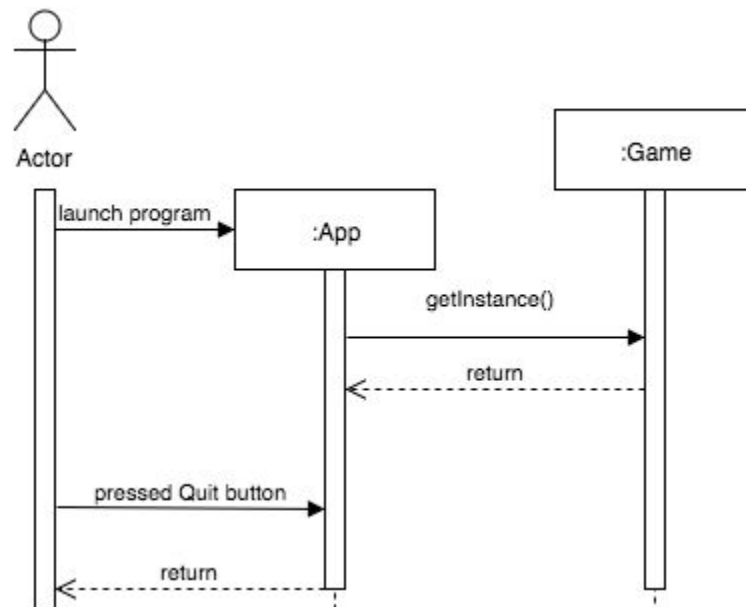 Actor
:Game
launch program
:App
getInstance()
return
pressed Quit button
return